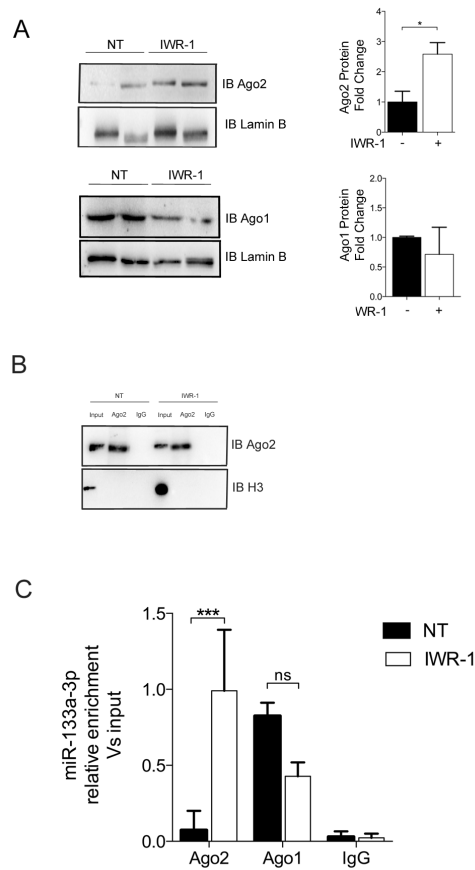 A
NT IWR-1
IB Ago2
IB Lamin B
NT IWR-1
IB Ago1
IB Lamin B
Ago2 Protein
Fold Change
4
3
2
1
0
*
IWR-1 - +
Ago1 Protein
Fold Change
2.0
1.5
1.0
0.5
0.0
WR-1 - +
B
NT IWR-1
Input Ago2 IgG Input Ago2 IgG
IB Ago2
IB H3
C
miR-133a-3p
relative enrichment
Vs input
1.5
1.0
0.5
0.0
***
ns
Ago2 Ago1 IgG
NT
IWR-1